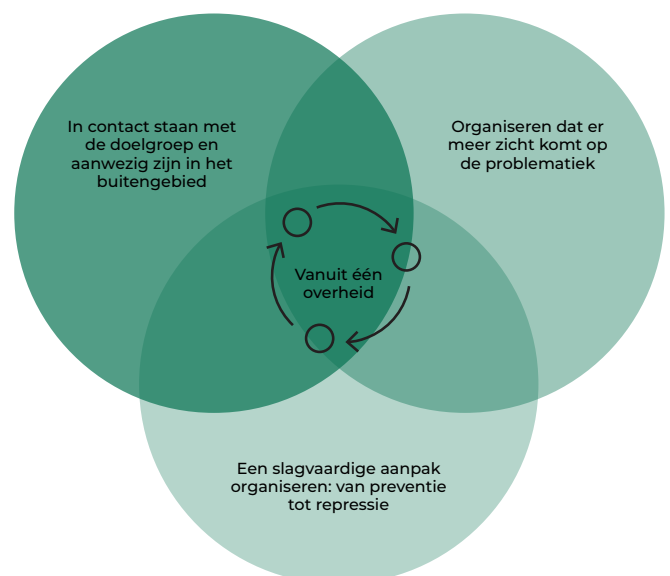 In contact staan met
de doelgroep en
aanwezig zijn in het
buitengebied
Organiseren dat er
meer zicht komt op
de problematiek
Vanuit één
overheid
Een slagvaardige aanpak
organiseren: van preventie
tot repressie